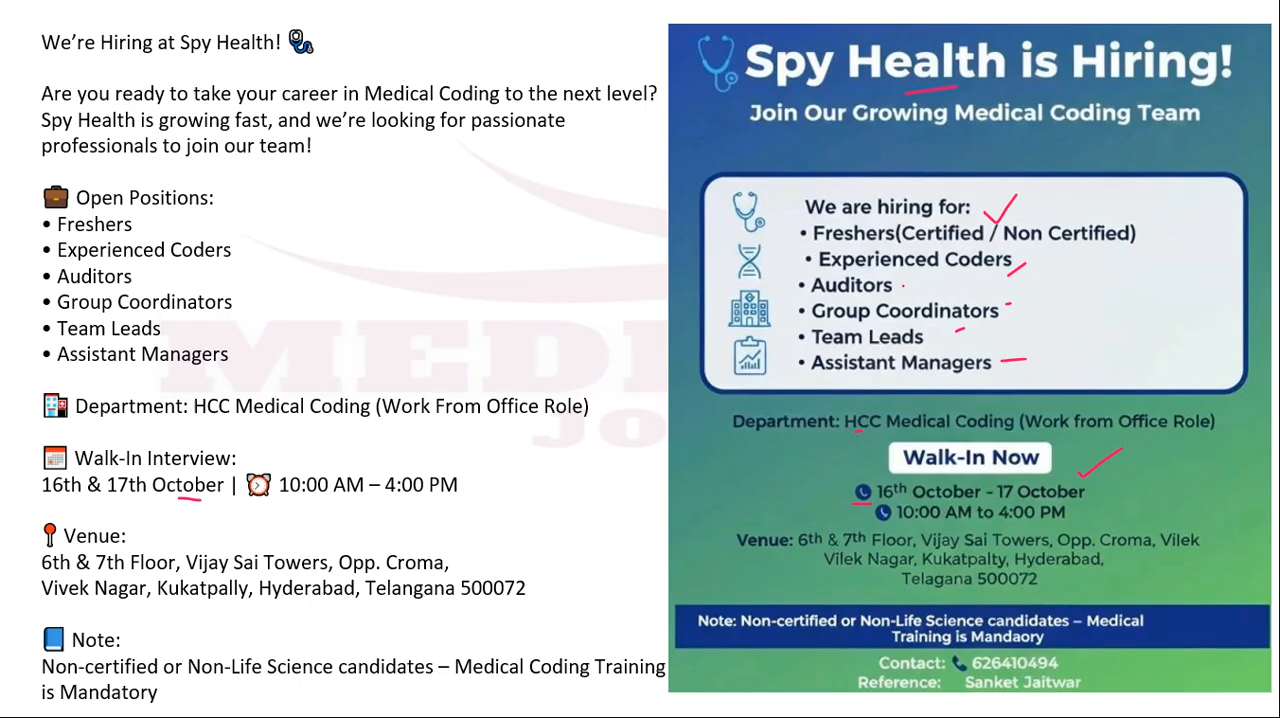 We're Hiring at Spy Health!
Are you ready to take your career in Medical Coding to the next level?
Spy Health is growing fast, and we're looking for passionate
professionals to join our team!
Open Positions:
• Freshers
• Experienced Coders
• Auditors
• Group Coordinators
• Team Leads
• Assistant Managers
Department: HCC Medical Coding (Work From Office Role)
Walk-In Interview:
16th & 17th October | 10:00 AM – 4:00 PM
Venue:
6th & 7th Floor, Vijay Sai Towers, Opp. Croma,
Vivek Nagar, Kukatpally, Hyderabad, Telangana 500072
Note:
Non-certified or Non-Life Science candidates – Medical Coding Training
is Mandatory
Spy Health is Hiring!
Join Our Growing Medical Coding Team
We are hiring for:
• Freshers(Certified / Non Certified)
• Experienced Coders
• Auditors
• Group Coordinators
• Team Leads
• Assistant Managers
Department: HCC Medical Coding (Work from Office Role)
Walk-In Now
16th October - 17 October
10:00 AM to 4:00 PM
Venue: 6th & 7th Floor, Vijay Sai Towers, Opp. Croma, Vilek
Vilek Nagar, Kukatpalty, Hyderabad,
Telagana 500072
Note: Non-certified or Non-Life Science candidates – Medical
Training is Mandaory
Contact: 626410494
Reference: Sanket Jaitwar